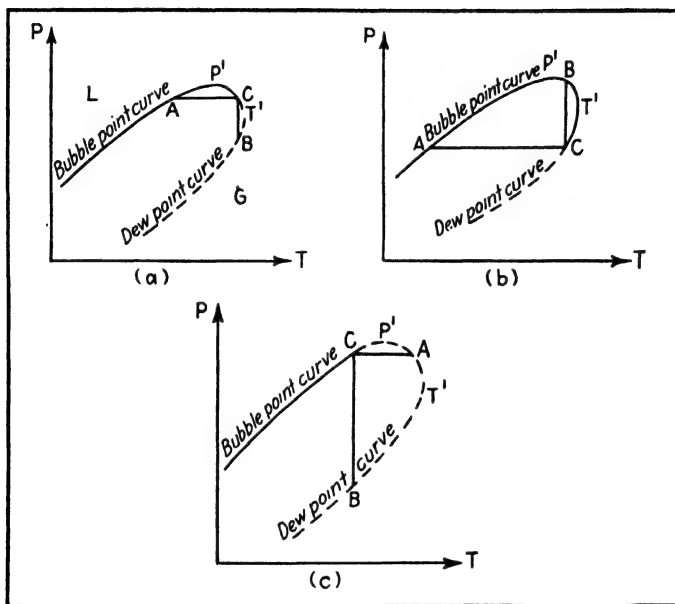 P
L
P'
C
Bubble point curve
A
T'
B
Dew point curve
G
T
(a)
P
Bubble point curve P'
B
T'
A
C
Dew point curve
T
(b)
P
C
P'
A
Bubble point curve
T'
Dew point curve
B
T
(c)